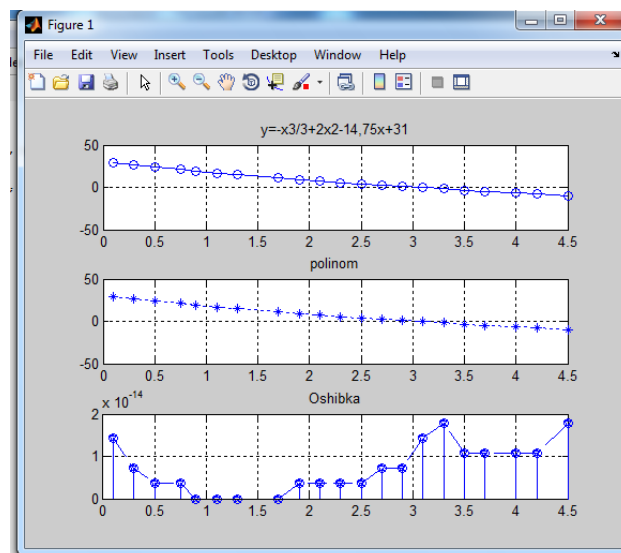 Figure 1
File Edit View Insert Tools Desktop Window Help
y=-x3/3+2x2-14,75x+31
50
0
-50
0 0.5 1 1.5 2 2.5 3 3.5 4 4.5
polinom
50
0
-50
0 0.5 1 1.5 2 2.5 3 3.5 4 4.5
x 10^-14 Oshibka
2
1
0
0 0.5 1 1.5 2 2.5 3 3.5 4 4.5